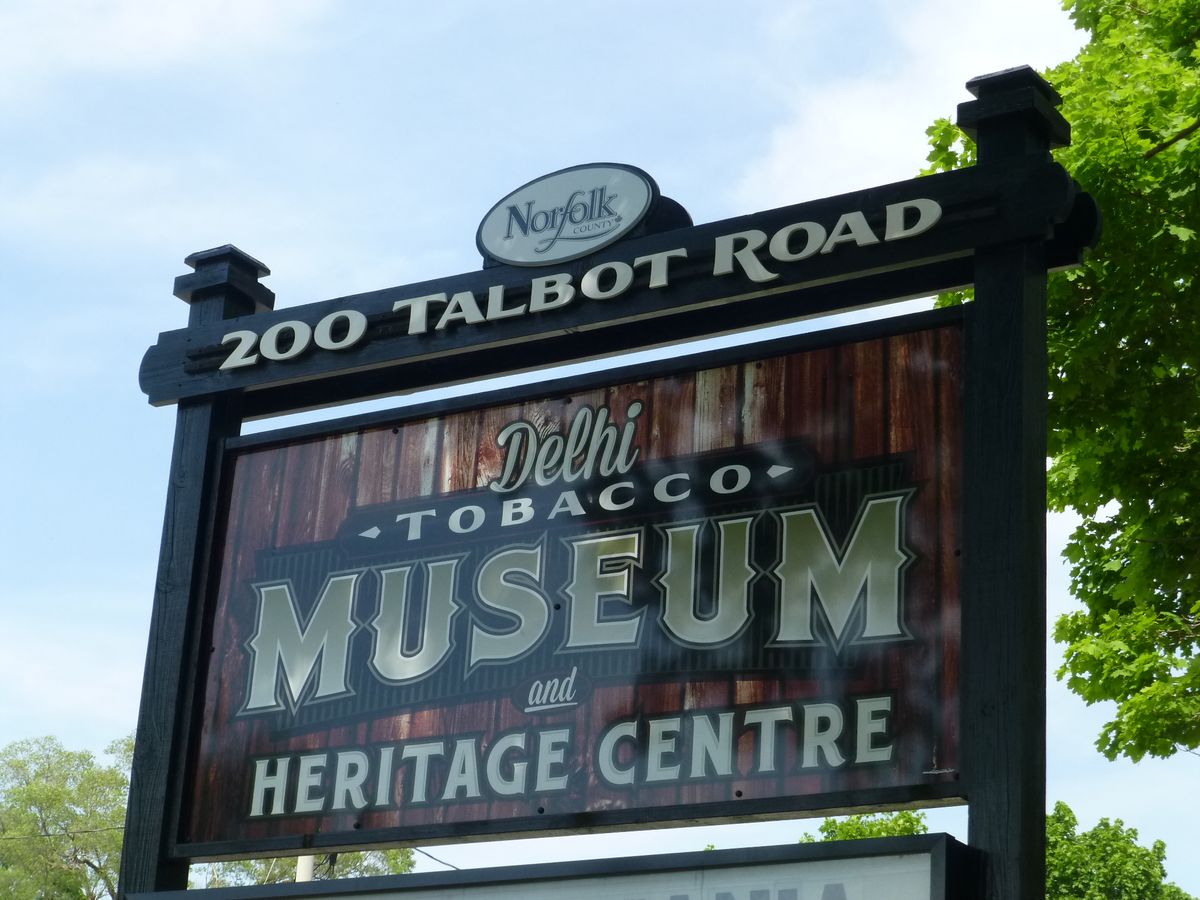 Norfolk
COUNTY
200 TALBOT ROAD
Delhi
TOBACCO
MUSEUM
and
HERITAGE CENTRE